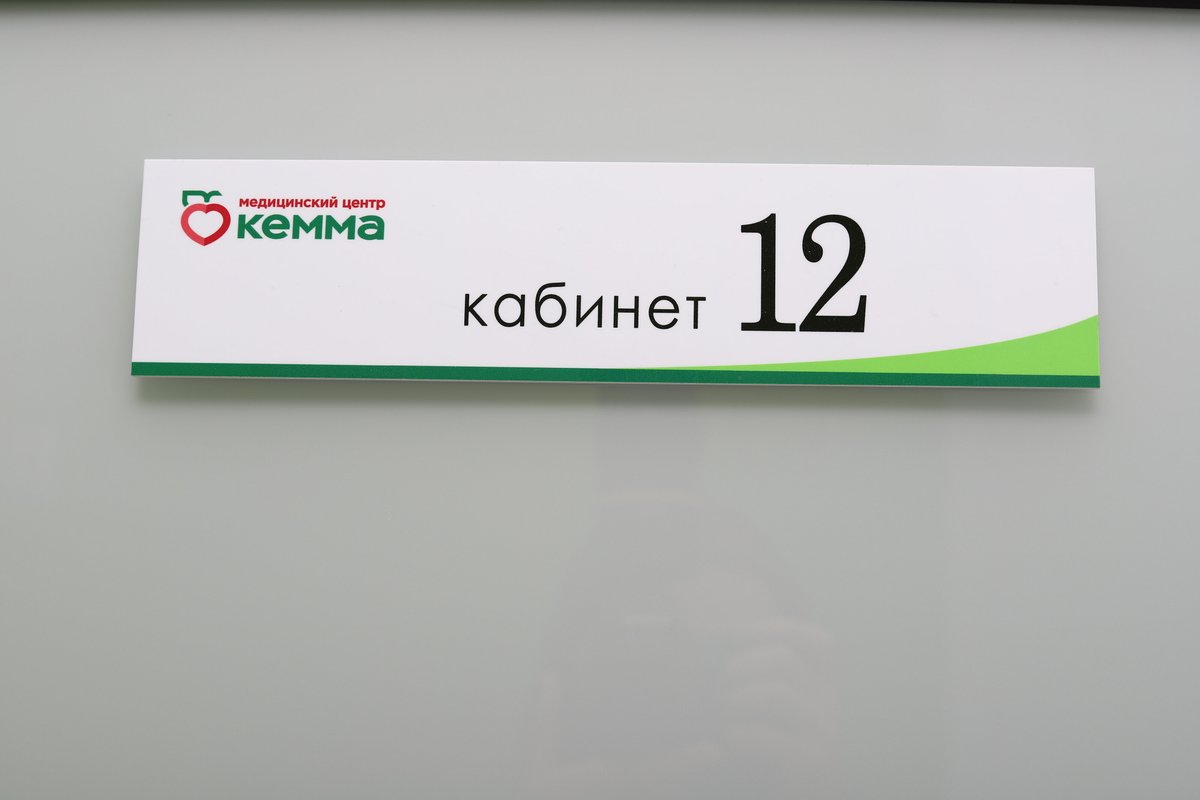 медицинский центр
кемма
кабинет 12